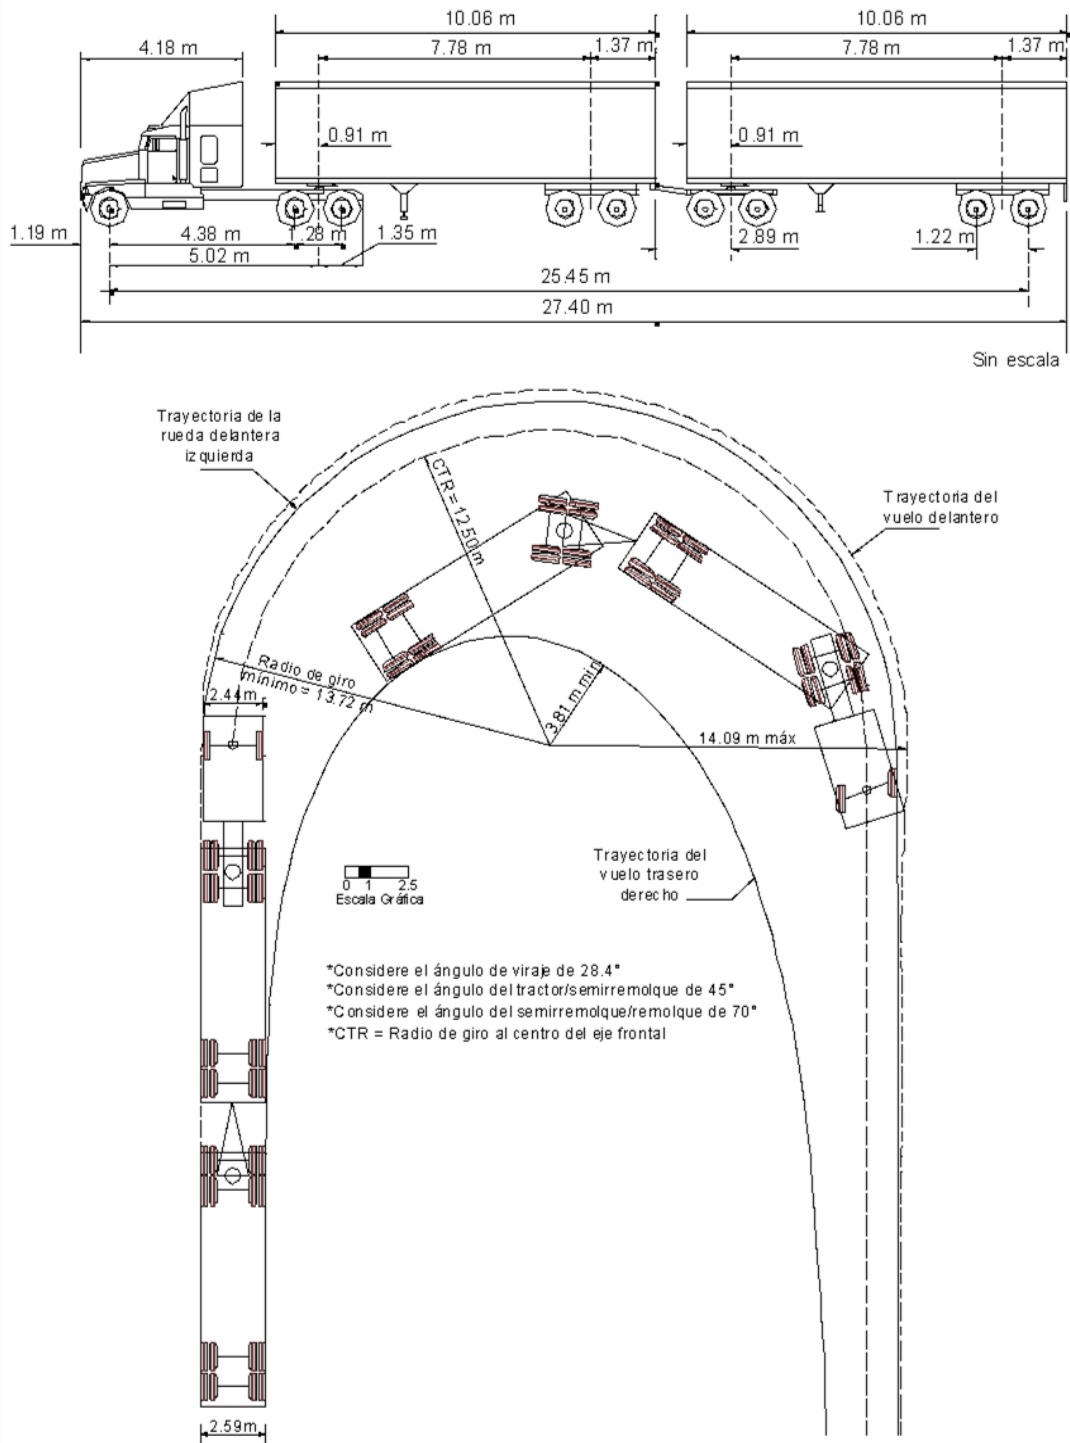 10.06 m
10.06 m
4.18 m
7.78 m
1.37 m
7.78 m
1.37 m
0.91 m
0.91 m
1.19 m
4.38 m
1.28 m
1.35 m
2.89 m
1.22 m
5.02 m
25.45 m
27.40 m
Sin escala
Trayectoria de la
rueda delantera
izquierda
Trayectoria del
vuelo delantero
CTR = 12.50 m
Radio de giro
mínimo = 13.72 m
3.81 m mín
2.44 m
14.09 m máx
Trayectoria del
vuelo trasero
derecho
0 1 2.5
Escala Gráfica
*Considere el ángulo de viraje de 28.4°
*Considere el ángulo del tractor/semirremolque de 45°
*Considere el ángulo del semirremolque/remolque de 70°
*CTR = Radio de giro al centro del eje frontal
2.59m